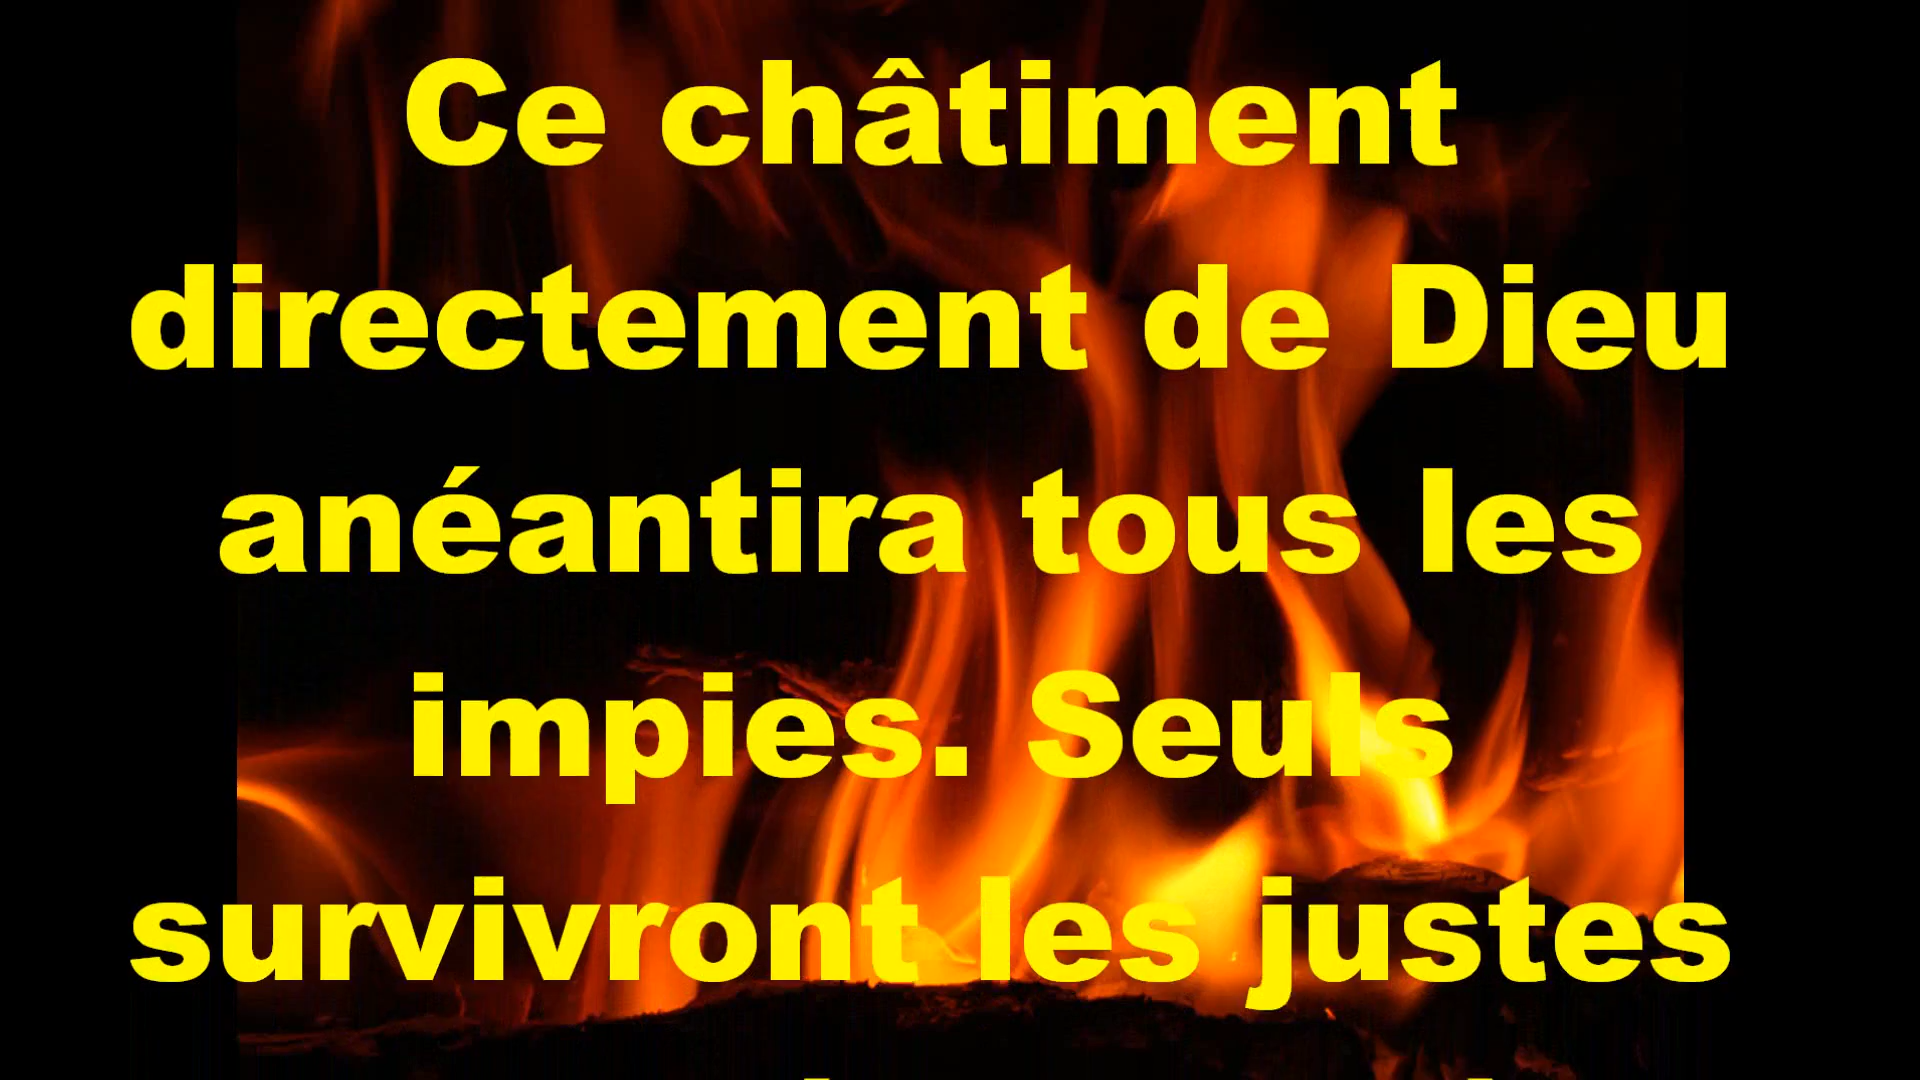 Ce châtiment
directement de Dieu
anéantira tous les
impies. Seuls
survivront les justes